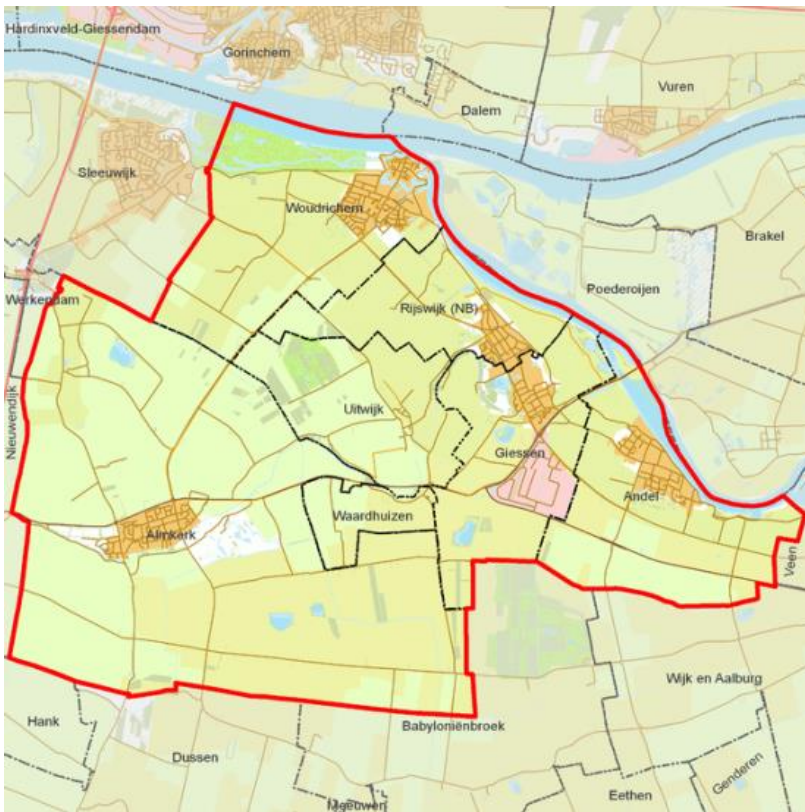 Hardinxveld-Giessendam
Gorinchem
Vuren
Dalem
Sleeuwijk
Woudrichem
Brakel
Poederoijen
Werkendam
Rijswijk (NB)
Nieuwendijk
Uitwijk
Giessen
Andel
Waardhuizen
Almkerk
Veen
Wijk en Aalburg
Hank
Babyloniënbroek
Dussen
Genderen
Eethen
Meeuwen